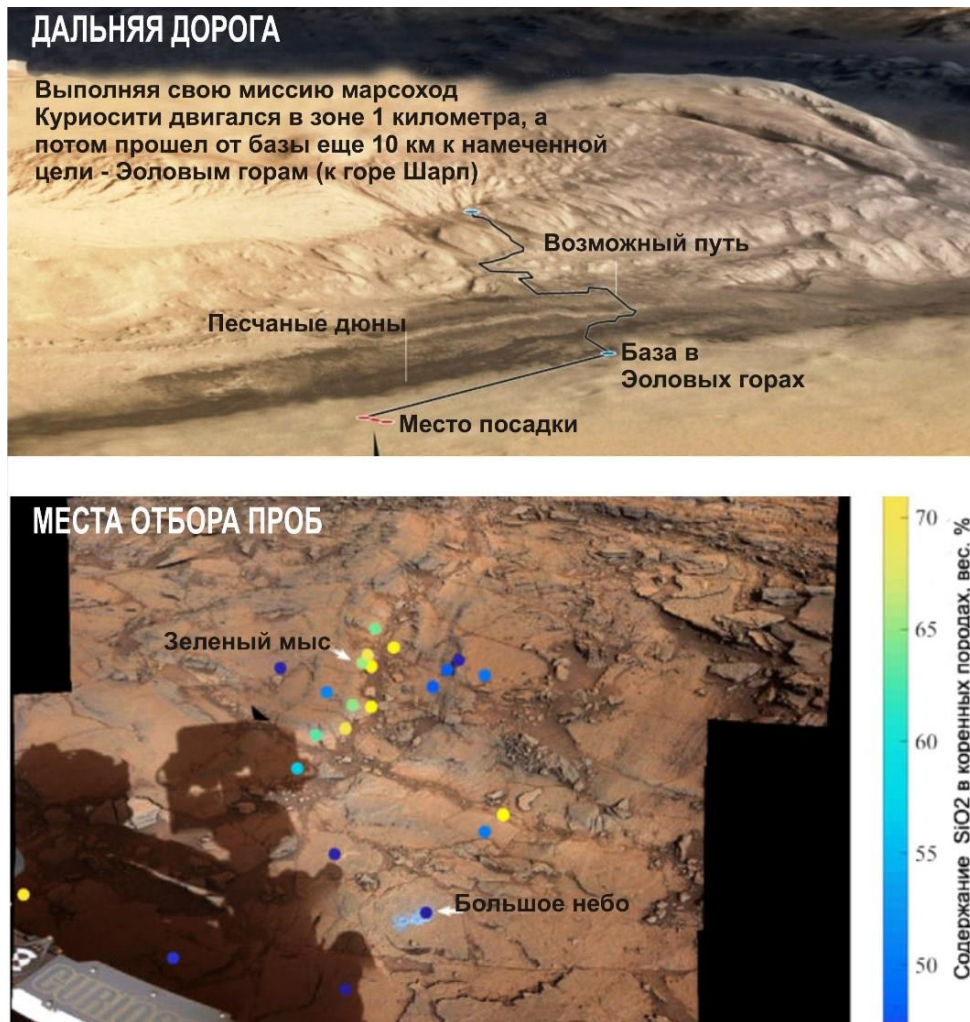 ДАЛЬНЯЯ ДОРОГА
Выполняя свою миссию марсоход
Куриосити двигался в зоне 1 километра, а
потом прошел от базы еще 10 км к намеченной
цели - Эоловым горам (к горе Шарп)
Возможный путь
Песчаные дюны
База в
Эоловых горах
Место посадки
МЕСТА ОТБОРА ПРОБ
Зеленый мыс
Большое небо
70
65
60
55
50
Содержание SiO2 в коренных породах, вес. %